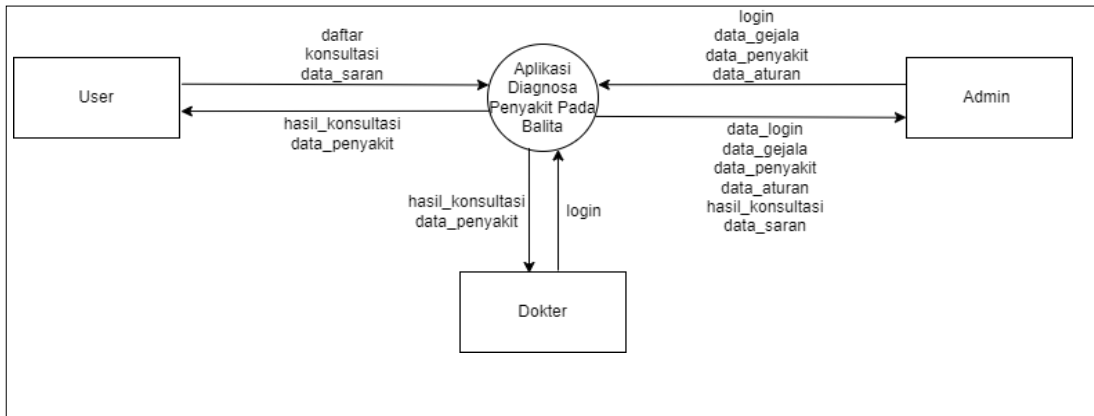 daftar
konsultasi
data_saran
User
hasil_konsultasi
data_penyakit
Aplikasi
Diagnosa
Penyakit Pada
Balita
login
data_gejala
data_penyakit
data_aturan
Admin
data_login
data_gejala
data_penyakit
data_aturan
hasil_konsultasi
data_saran
hasil_konsultasi
data_penyakit
login
Dokter